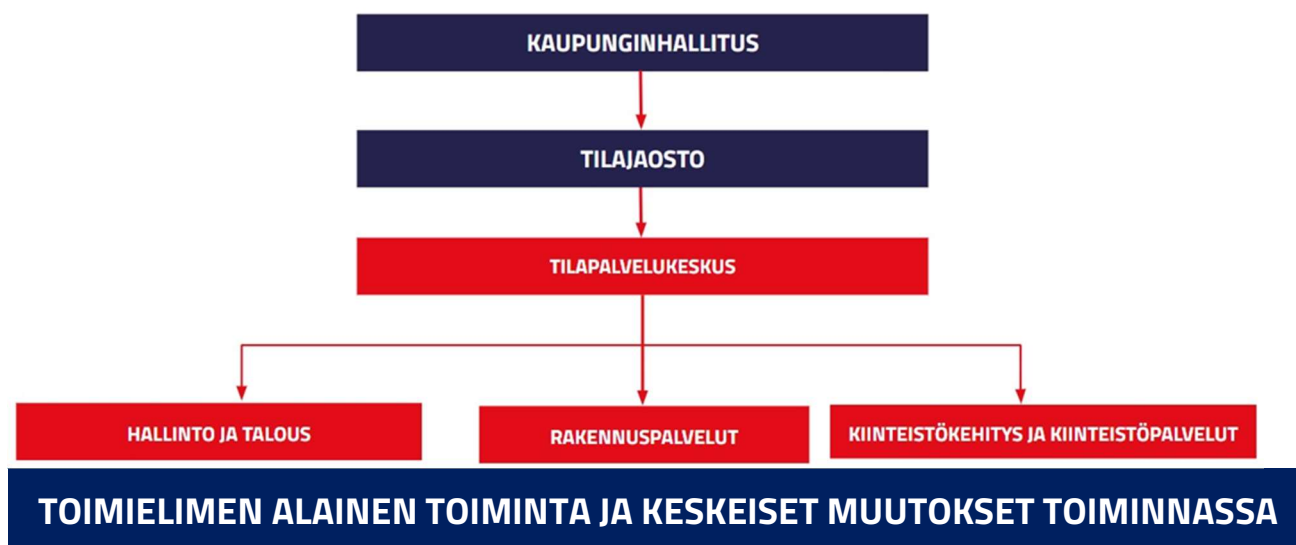 KAUPUNGINHALLITUS
TILAJAOSTO
TILAPALVELUKESKUS
HALLINTO JA TALOUS
RAKENNUSPALVELUT
KIINTEISTÖKEHITYS JA KIINTEISTÖPALVELUT
TOIMIELIMEN ALAINEN TOIMINTA JA KESKEISET MUUTOKSET TOIMINNASSA